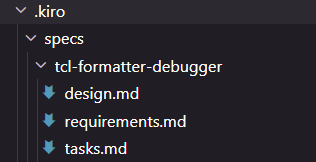 .kiro
specs
tcl-formatter-debugger
design.md
requirements.md
tasks.md